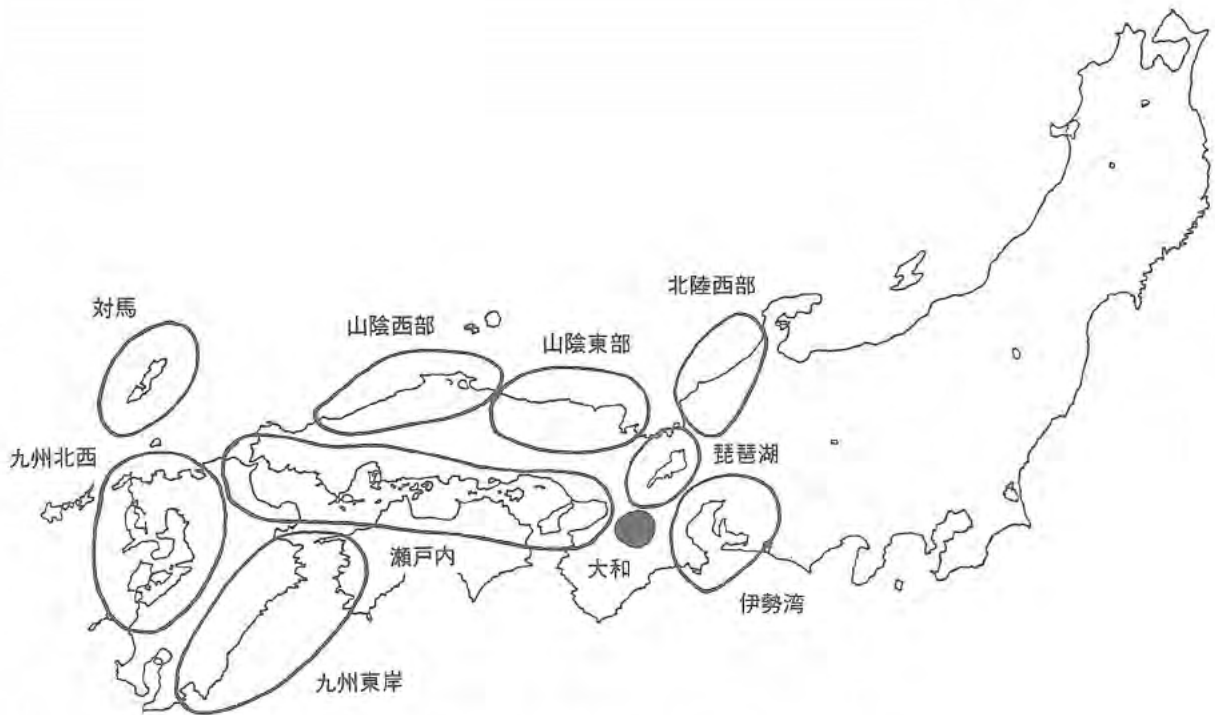 北陸西部
対馬
山陰西部
山陰東部
九州北西
琵琶湖
瀬戸内
大和
伊勢湾
九州東岸